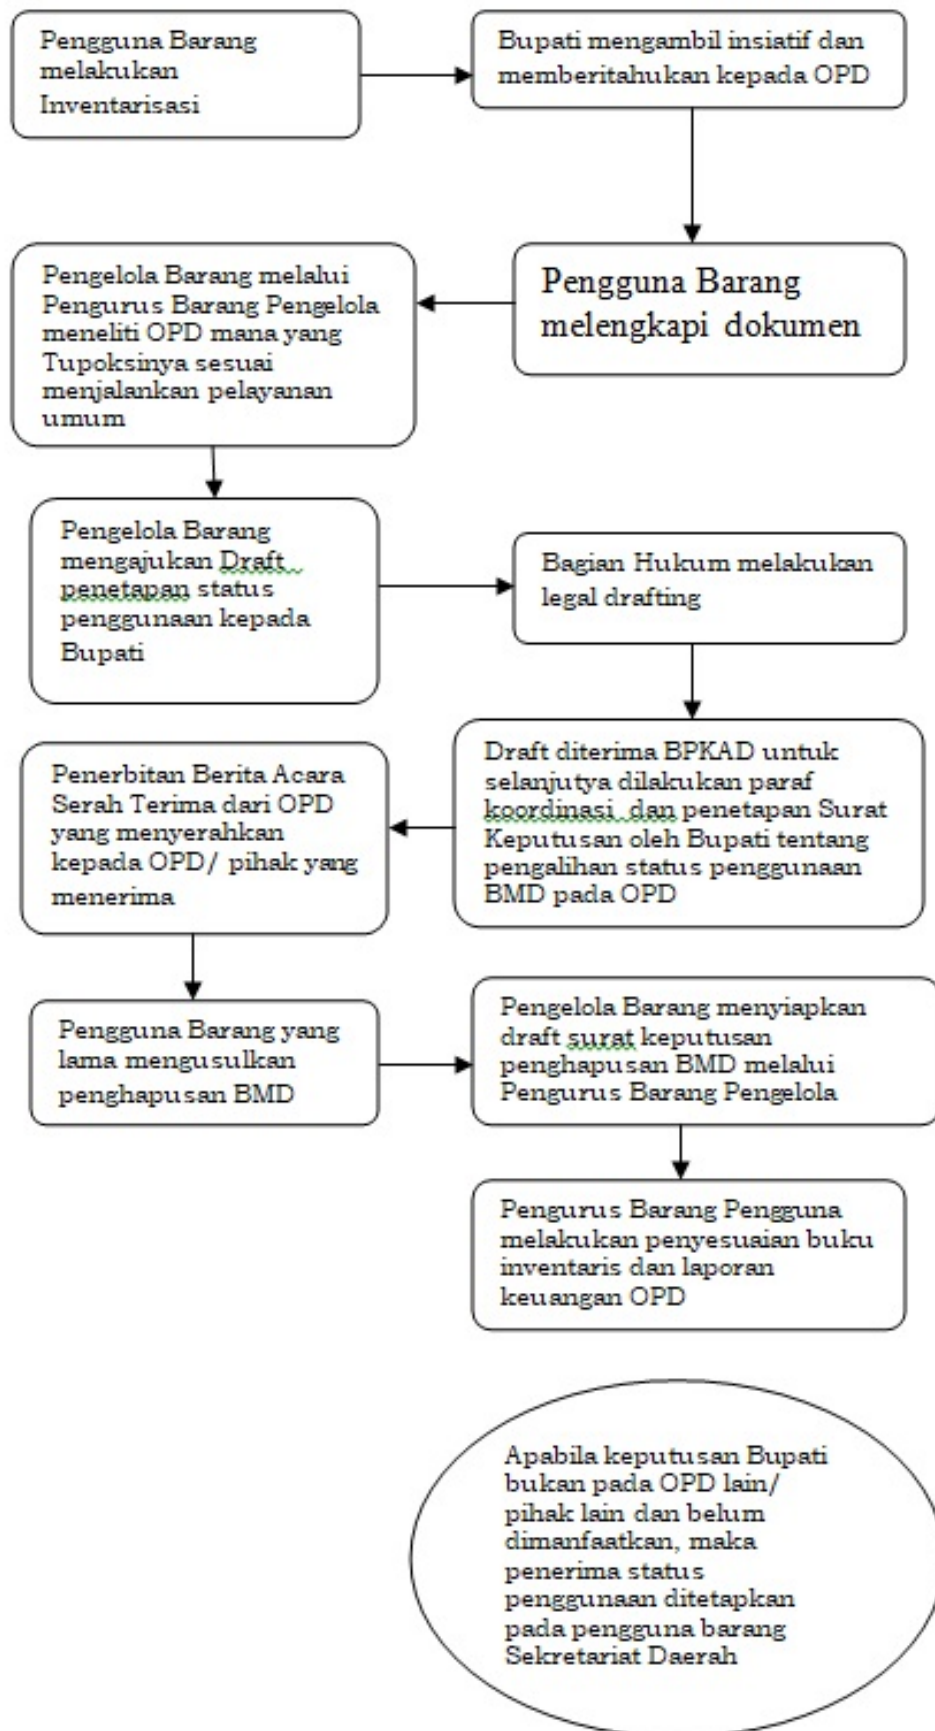 Pengguna Barang
melakukan
Inventarisasi
Bupati mengambil insiatif dan
memberitahukan kepada OPD
Pengguna Barang
melengkapi dokumen
Pengelola Barang melalui
Pengurus Barang Pengelola
meneliti OPD mana yang
Tupoksinya sesuai
menjalankan pelayanan
umum
Pengelola Barang
mengajukan Draft
penetapan status
penggunaan kepada
Bupati
Bagian Hukum melakukan
legal drafting
Draft diterima BPKAD untuk
selanjutya dilakukan paraf
koordinasi dan penetapan Surat
Keputusan oleh Bupati tentang
pengalihan status penggunaan
BMD pada OPD
Penerbitan Berita Acara
Serah Terima dari OPD
yang menyerahkan
kepada OPD/ pihak yang
menerima
Pengguna Barang yang
lama mengusulkan
penghapusan BMD
Pengelola Barang menyiapkan
draft surat keputusan
penghapusan BMD melalui
Pengurus Barang Pengelola
Pengurus Barang Pengguna
melakukan penyesuaian buku
inventaris dan laporan
keuangan OPD
Apabila keputusan Bupati
bukan pada OPD lain/
pihak lain dan belum
dimanfaatkan, maka
penerima status
penggunaan ditetapkan
pada pengguna barang
Sekretariat Daerah